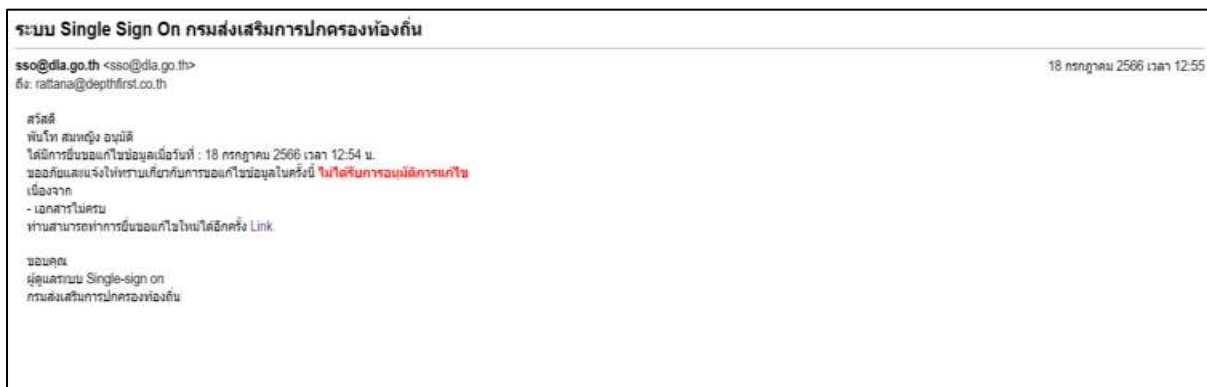 ระบบ Single Sign On กรมส่งเสริมการปกครองท้องถิ่น
sso@dla.go.th <sso@dla.go.th>
18 กรกฎาคม 2566 เวลา 12:55
ถึง: rattana@depthfirst.co.th
สวัสดี
พันโท สมหญิง อนุมัติ
ได้มีการยื่นขอแก้ไขข้อมูลเมื่อวันที่ : 18 กรกฎาคม 2566 เวลา 12:54 น.
ขออภัยและแจ้งให้ทราบเกี่ยวกับการขอแก้ไขข้อมูลในครั้งนี้ ไม่ได้รับการอนุมัติการแก้ไข
เนื่องจาก
- เอกสารไม่ครบ
ท่านสามารถทำการยื่นขอแก้ไขใหม่ได้อีกครั้ง Link
ขอบคุณ
ผู้ดูแลระบบ Single-sign on
กรมส่งเสริมการปกครองท้องถิ่น